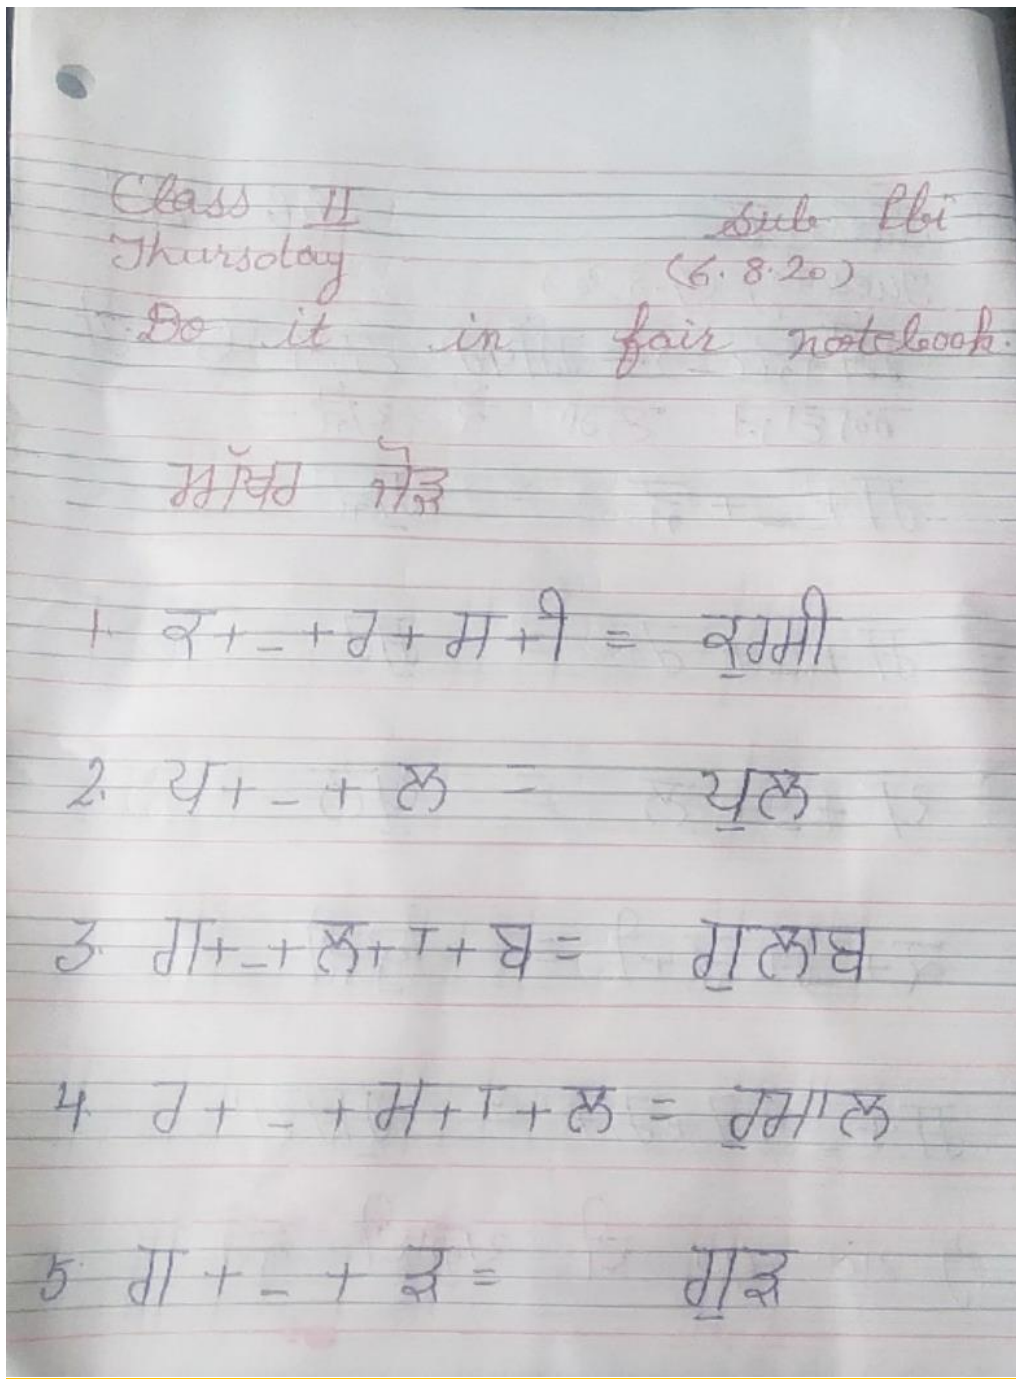 Class II Sub Pbi
Thursday (6.8.20)
Do it in fair notebook.
ਅੱਖਰ ਜੋੜ
1. ਕ + ੁ + ਰ + ਸ + ੀ = ਕੁਰਸੀ
2. ਪ + ੁ + ਲ = ਪੁਲ
3. ਗ + ੁ + ਲ + ਾ + ਬ = ਗੁਲਾਬ
4. ਰ + ੁ + ਮ + ਾ + ਲ = ਰੁਮਾਲ
5. ਗ + ੁ + ੜ = ਗੁੜ